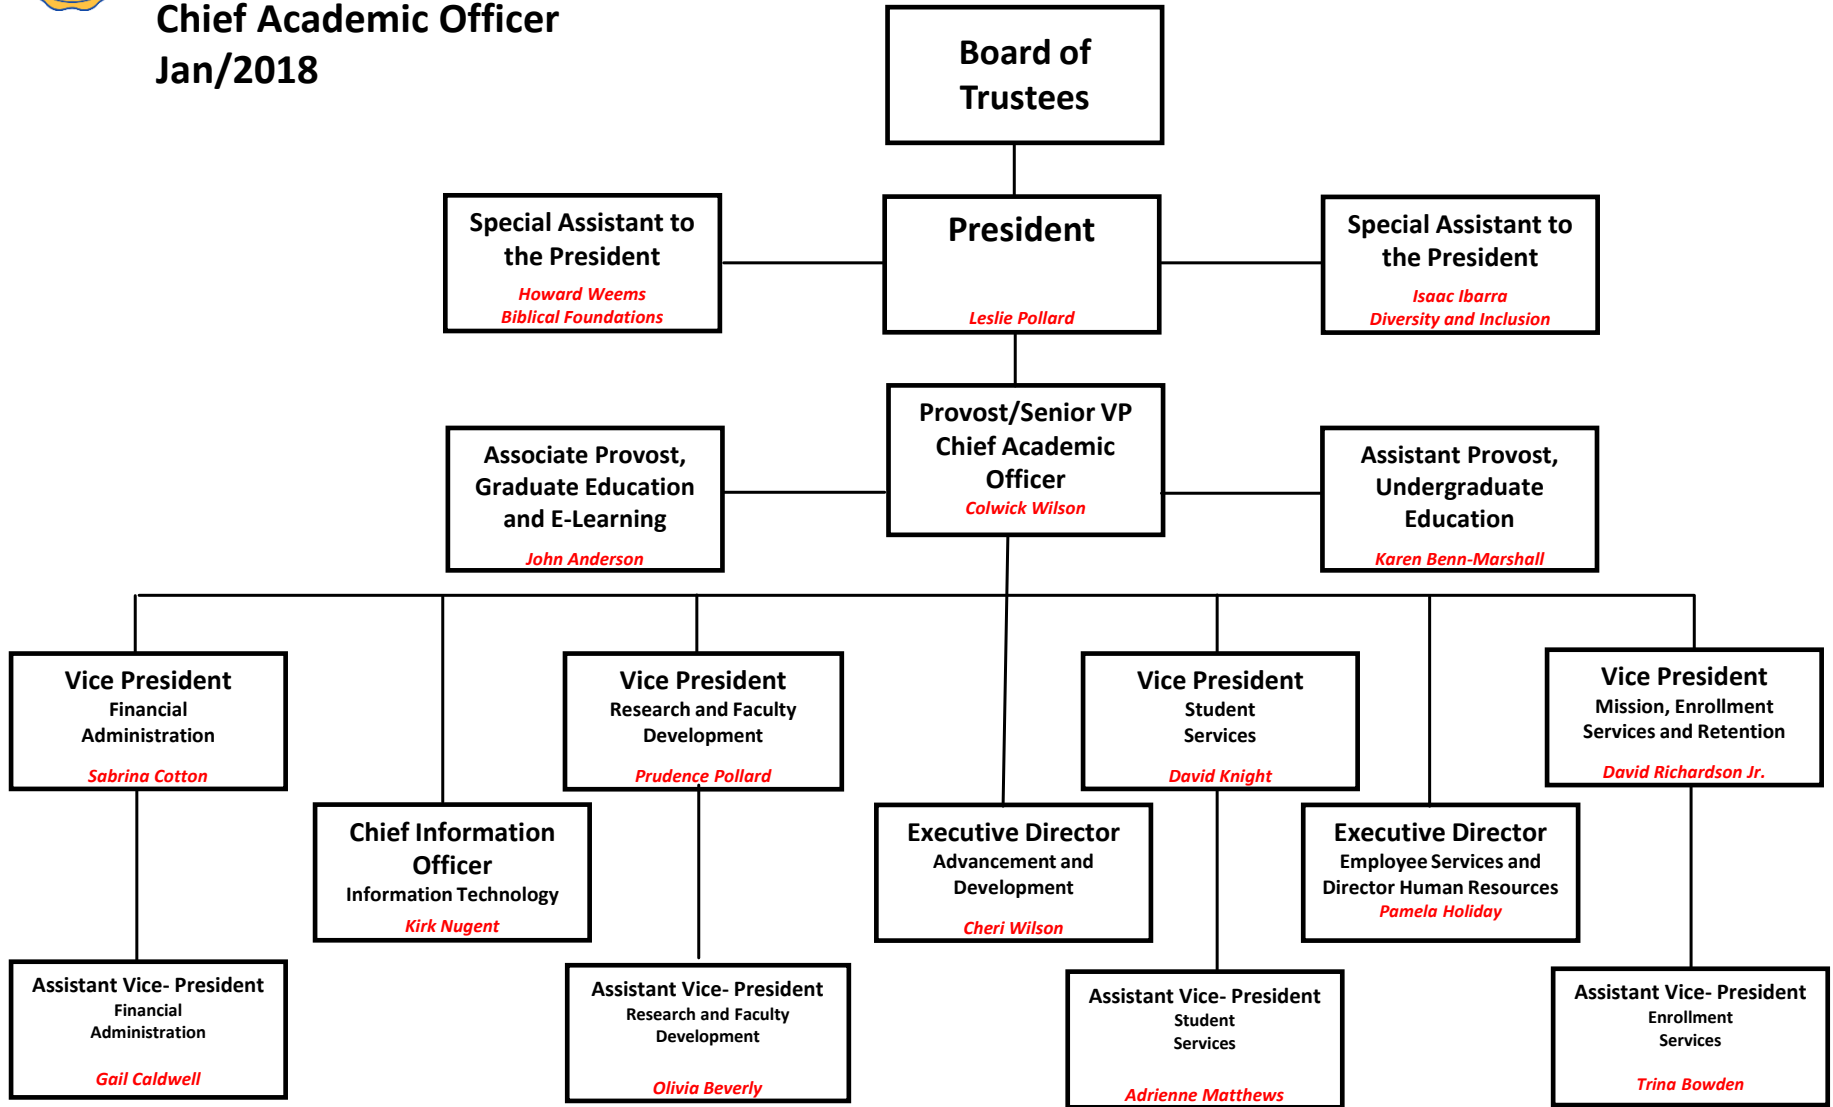 Chief Academic Officer
Jan/2018
Board of
Trustees
Special Assistant to
the President
Howard Weems
Biblical Foundations
President
Leslie Pollard
Special Assistant to
the President
Isaac Ibarra
Diversity and Inclusion
Provost/Senior VP
Chief Academic
Officer
Colwick Wilson
Associate Provost,
Graduate Education
and E-Learning
John Anderson
Assistant Provost,
Undergraduate
Education
Karen Benn-Marshall
Vice President
Financial
Administration
Sabrina Cotton
Vice President
Research and Faculty
Development
Prudence Pollard
Vice President
Student
Services
David Knight
Vice President
Mission, Enrollment
Services and Retention
David Richardson Jr.
Chief Information
Officer
Information Technology
Kirk Nugent
Executive Director
Advancement and
Development
Cheri Wilson
Executive Director
Employee Services and
Director Human Resources
Pamela Holiday
Assistant Vice- President
Financial
Administration
Gail Caldwell
Assistant Vice- President
Research and Faculty
Development
Olivia Beverly
Assistant Vice- President
Student
Services
Adrienne Matthews
Assistant Vice- President
Enrollment
Services
Trina Bowden